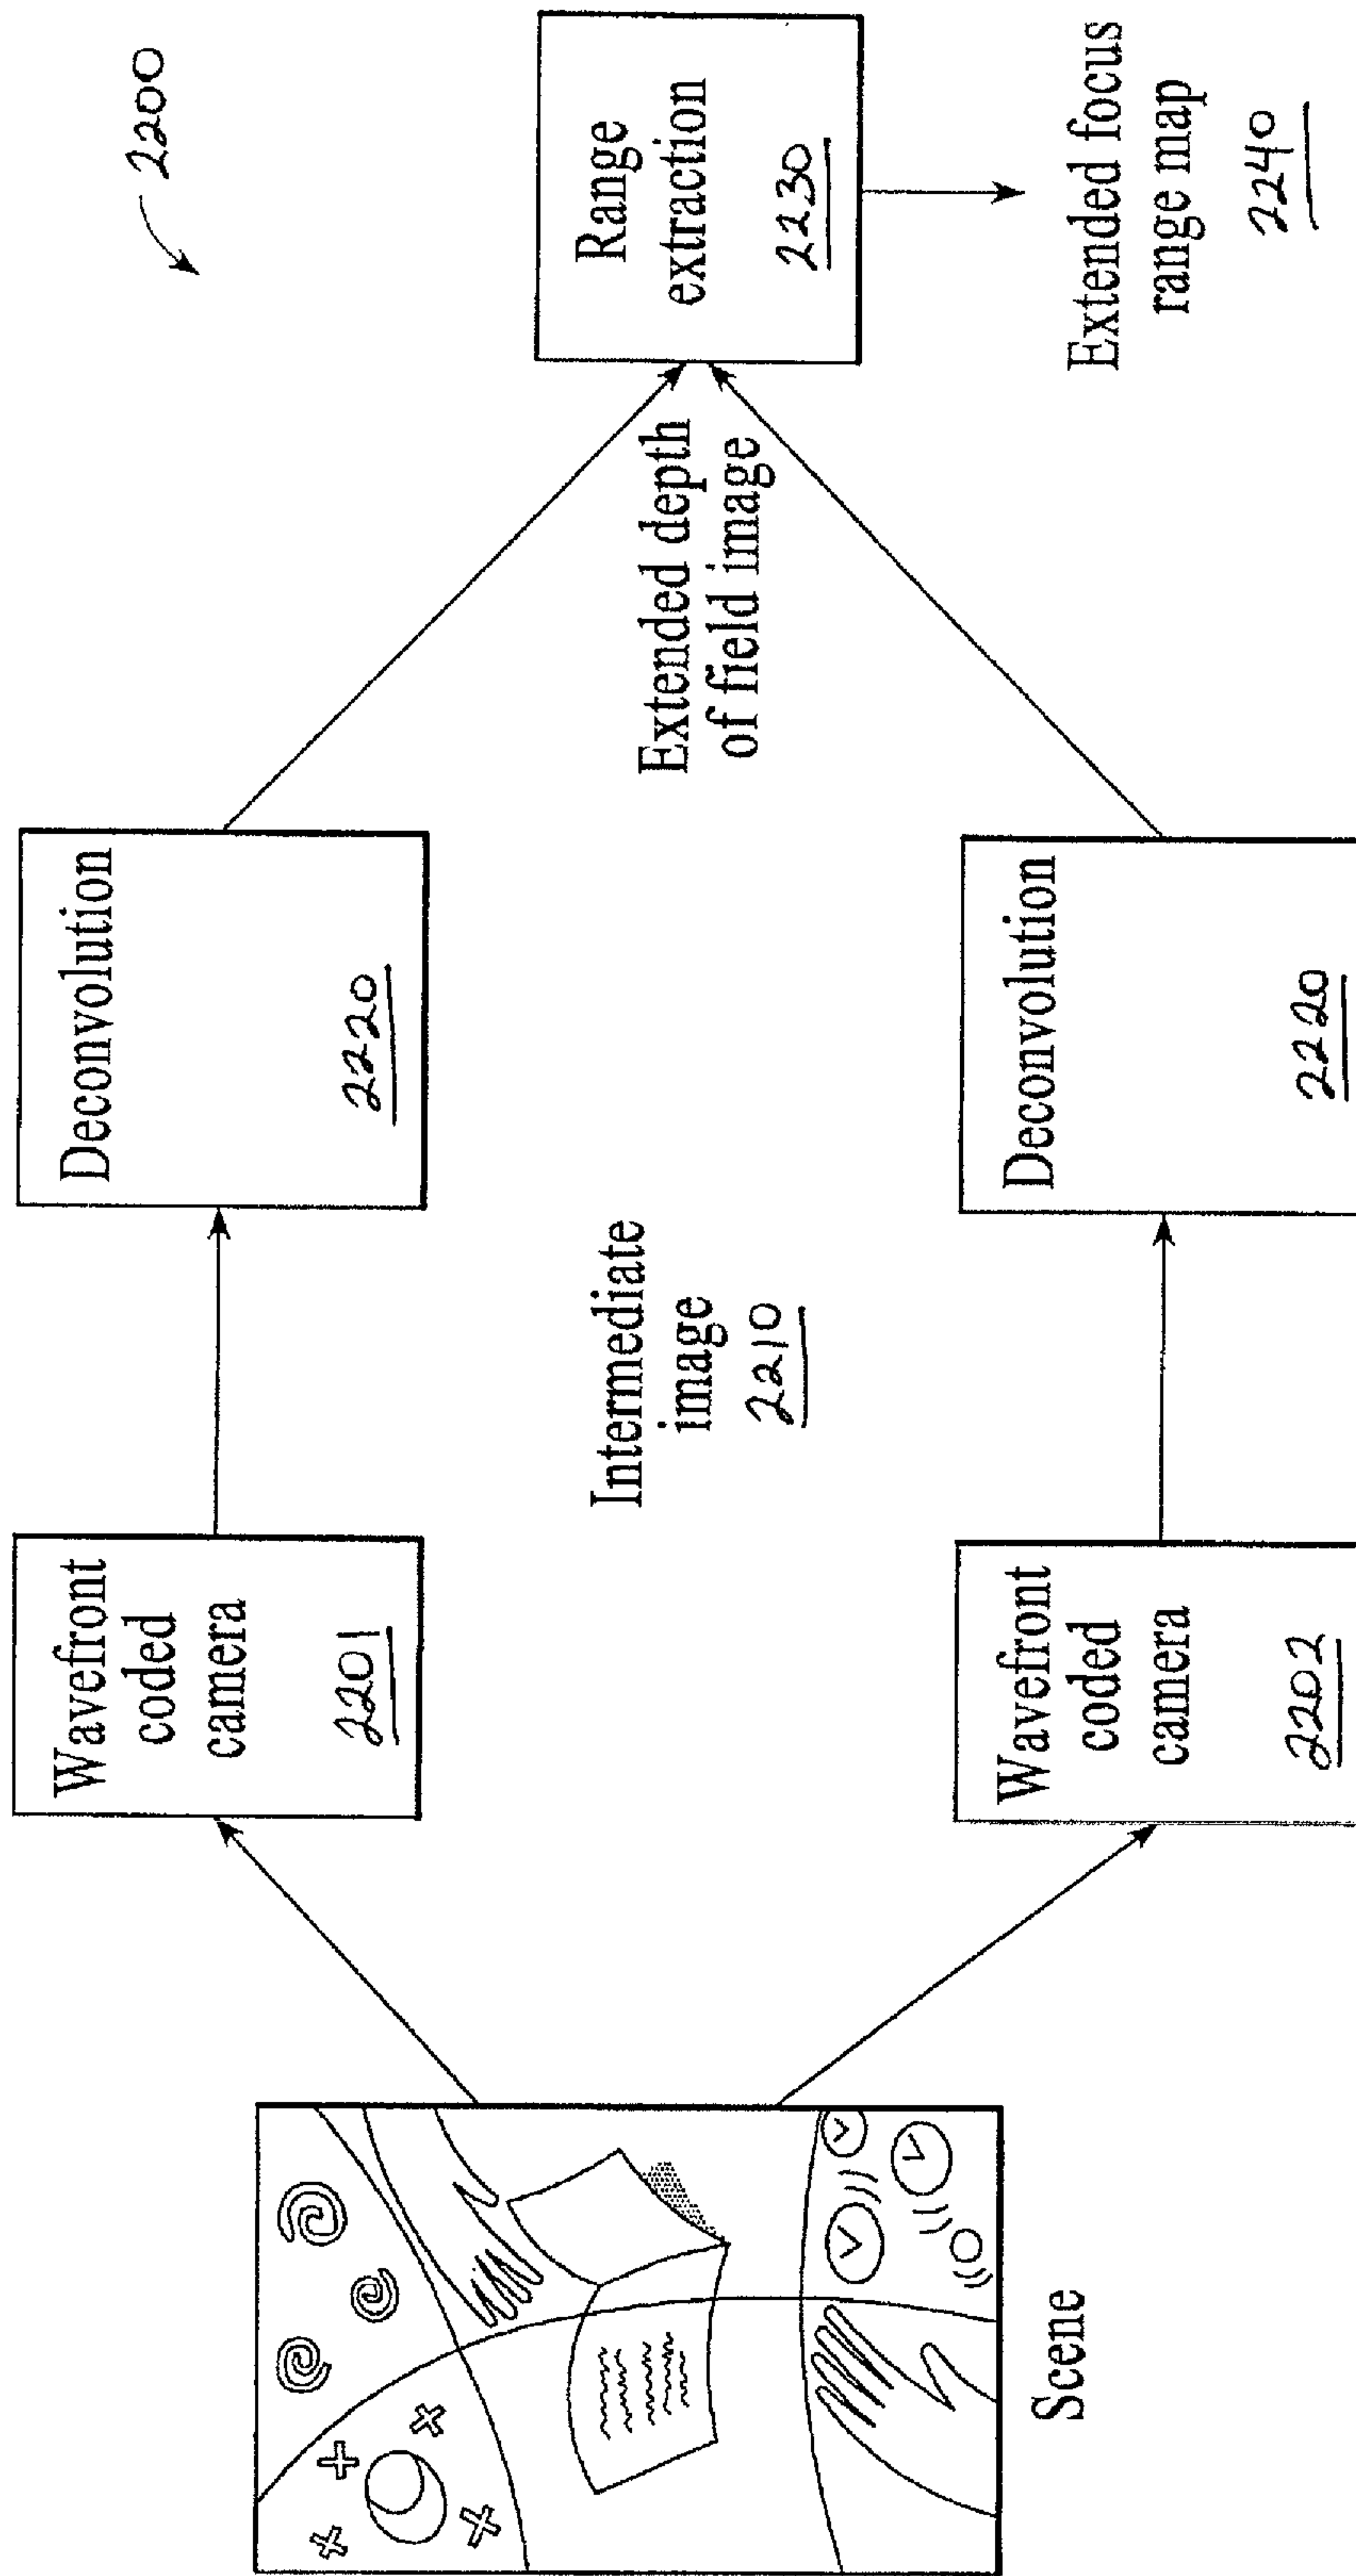 2200
Scene
Wavefront
coded
camera
2201
Wavefront
coded
camera
2202
Intermediate
image
2210
Deconvolution
2220
Deconvolution
2220
Extended depth
of field image
Range
extraction
2230
Extended focus
range map
2240